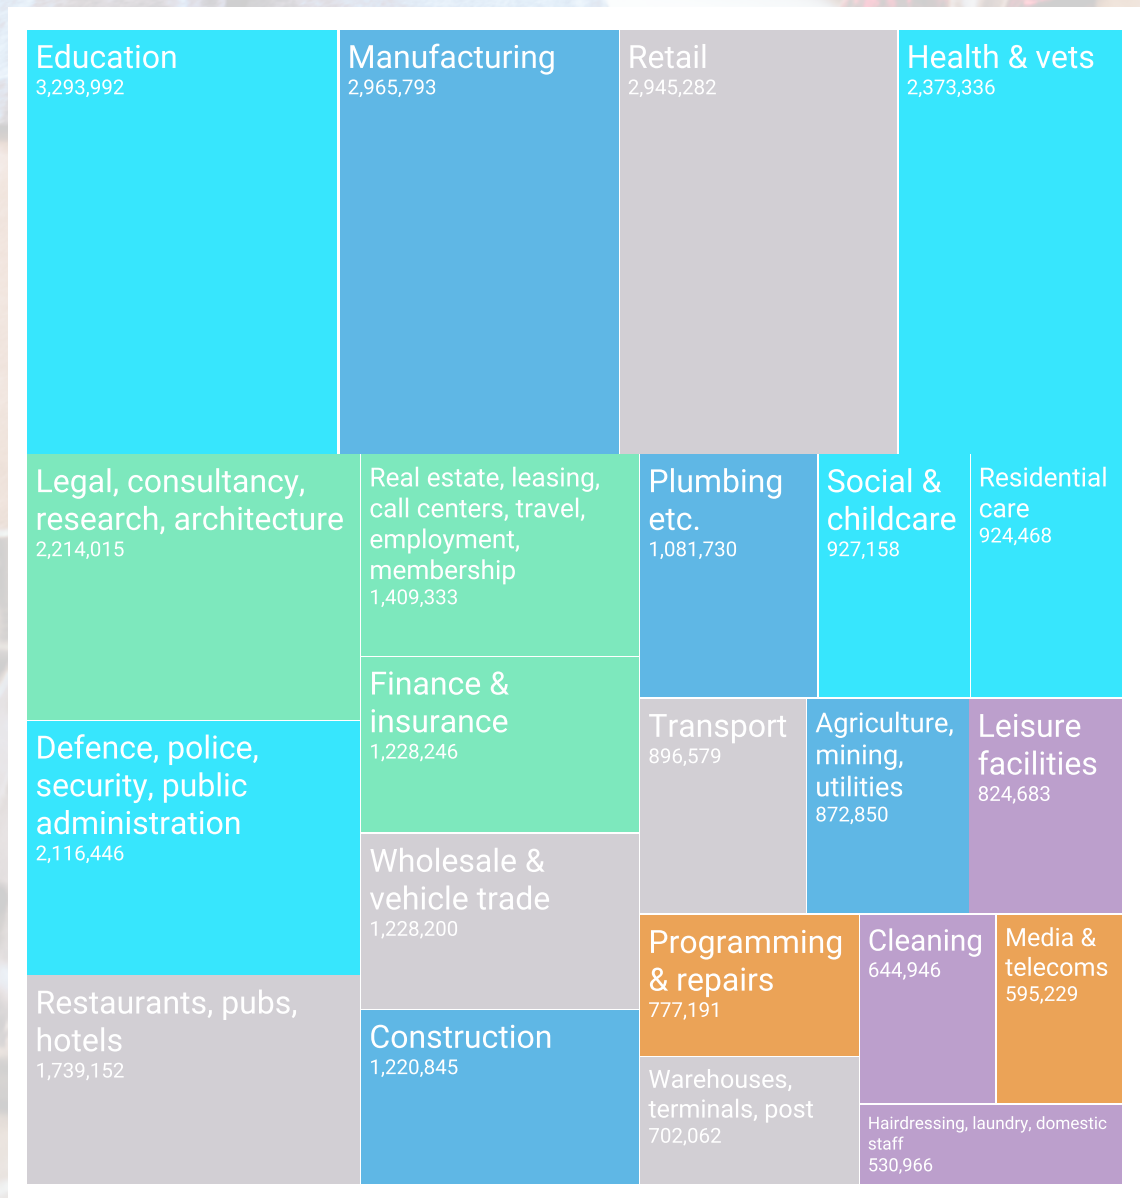 Education
3,293,992
Manufacturing
2,965,793
Retail
2,945,282
Health & vets
2,373,336
Legal, consultancy,
research, architecture
2,214,015
Real estate, leasing,
call centers, travel,
employment,
membership
1,409,333
Plumbing
etc.
1,081,730
Social &
childcare
927,158
Residential
care
924,468
Finance &
insurance
1,228,246
Transport
896,579
Agriculture,
mining,
utilities
872,850
Leisure
facilities
824,683
Defence, police,
security, public
administration
2,116,446
Wholesale &
vehicle trade
1,228,200
Programming
& repairs
777,191
Cleaning
644,946
Media &
telecoms
595,229
Restaurants, pubs,
hotels
1,739,152
Construction
1,220,845
Warehouses,
terminals, post
702,062
Hairdressing, laundry, domestic
staff
530,966